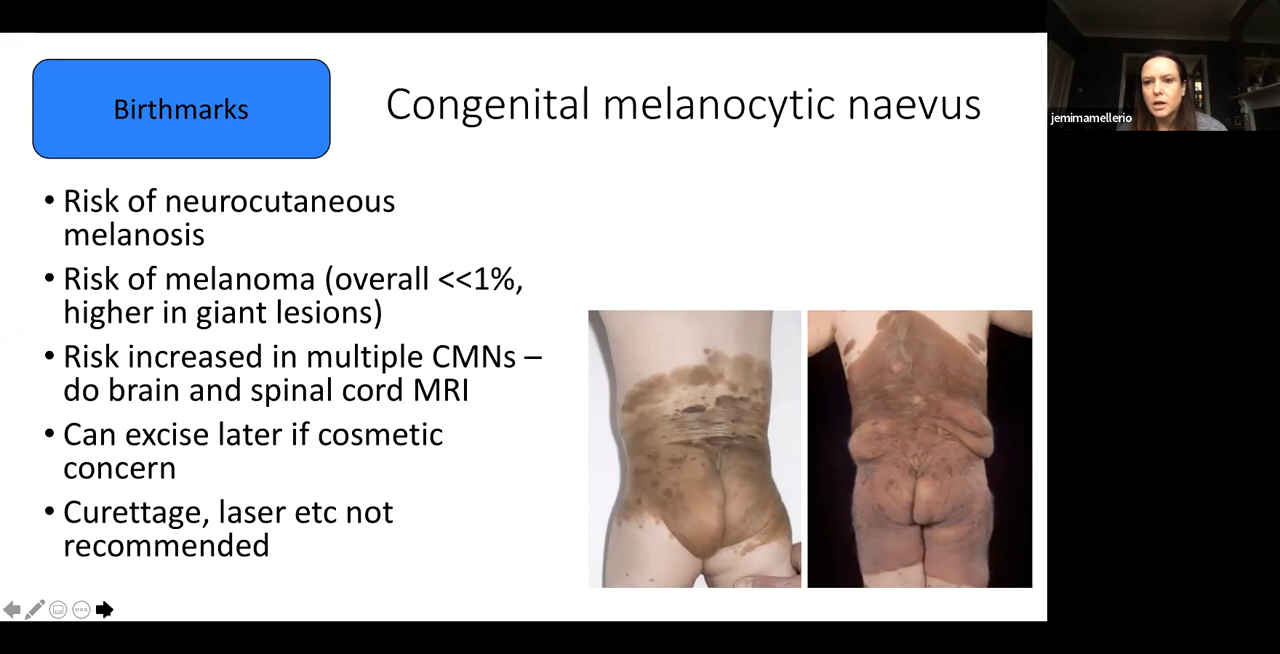 Birthmarks
Congenital melanocytic naevus
jemimamellerio
• Risk of neurocutaneous
melanosis
• Risk of melanoma (overall <<1%,
higher in giant lesions)
• Risk increased in multiple CMNs –
do brain and spinal cord MRI
• Can excise later if cosmetic
concern
• Curettage, laser etc not
recommended